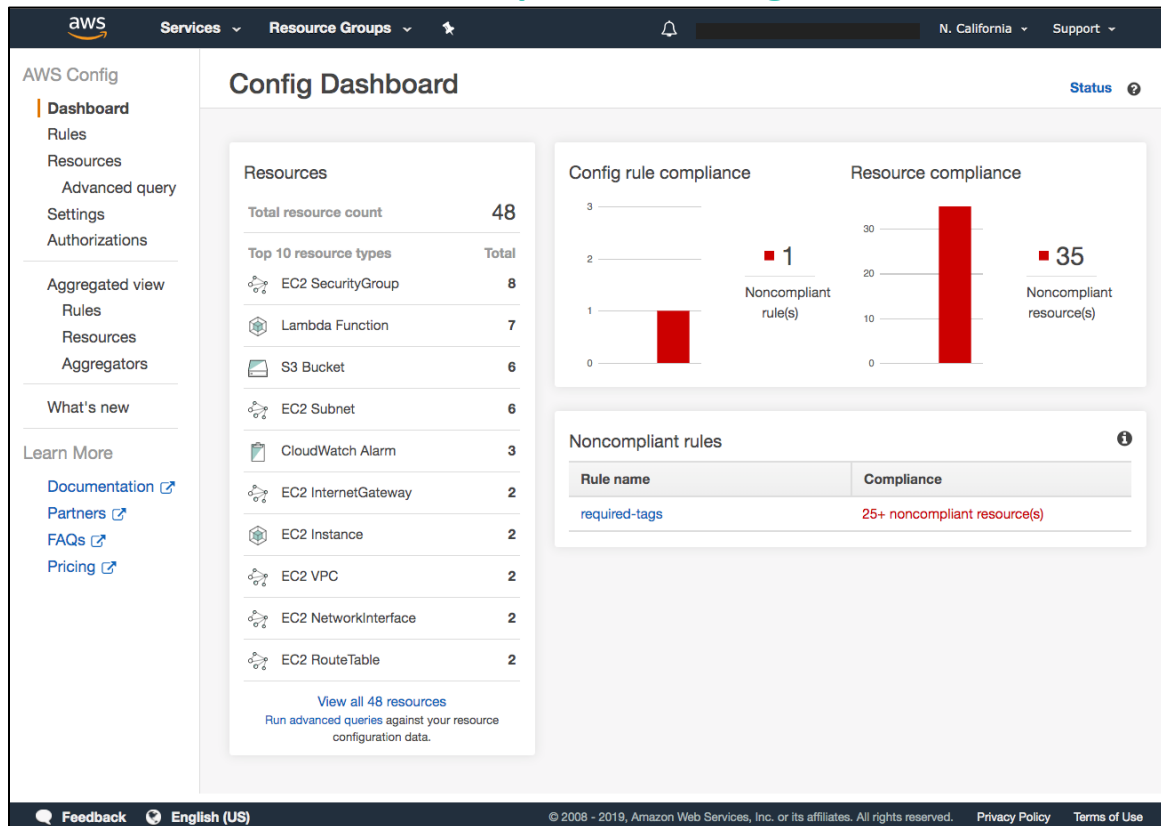 aws Services Resource Groups N. California Support
AWS Config
Dashboard
Rules
Resources
Advanced query
Settings
Authorizations
Aggregated view
Rules
Resources
Aggregators
What's new
Learn More
Documentation
Partners
FAQs
Pricing
Config Dashboard
Status
Resources
Total resource count 48
Top 10 resource types Total
EC2 SecurityGroup 8
Lambda Function 7
S3 Bucket 6
EC2 Subnet 6
CloudWatch Alarm 3
EC2 InternetGateway 2
EC2 Instance 2
EC2 VPC 2
EC2 NetworkInterface 2
EC2 RouteTable 2
View all 48 resources
Run advanced queries against your resource
configuration data.
Config rule compliance
3
2
1
0
1
Noncompliant
rule(s)
Resource compliance
30
20
10
0
35
Noncompliant
resource(s)
Noncompliant rules
Rule name Compliance
required-tags 25+ noncompliant resource(s)
Feedback English (US) © 2008 - 2019, Amazon Web Services, Inc. or its affiliates. All rights reserved. Privacy Policy Terms of Use